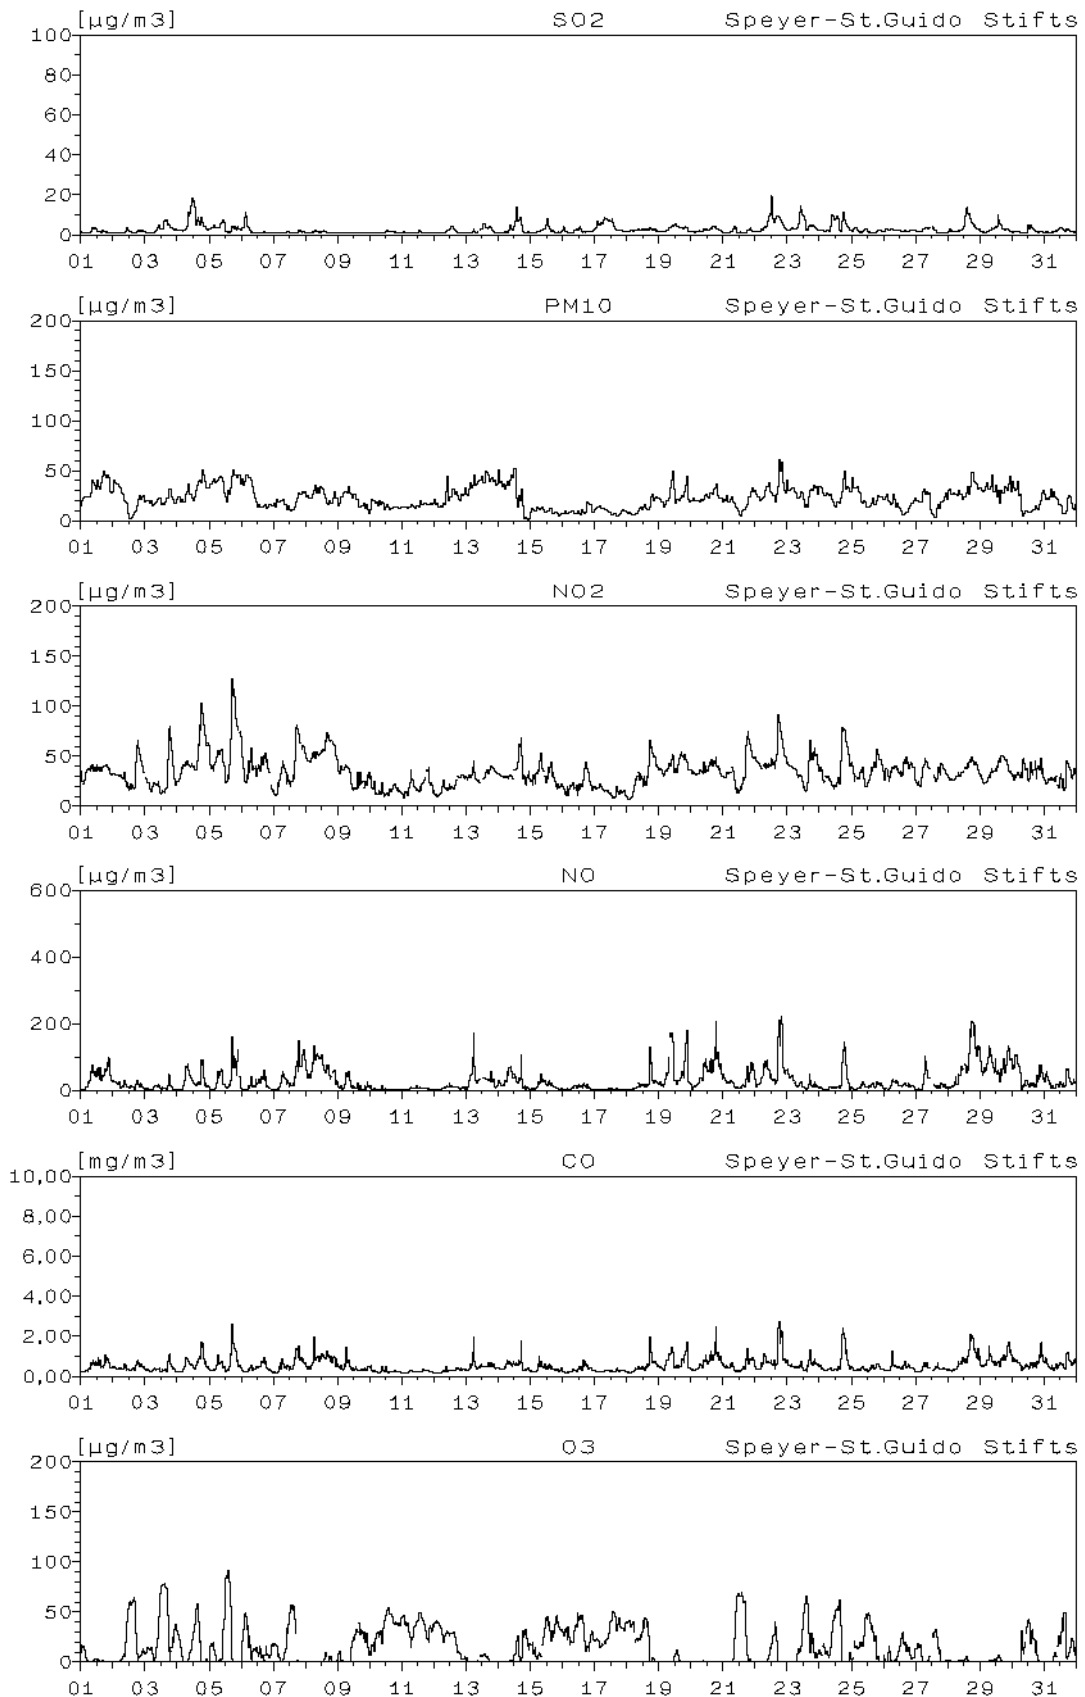 [µg/m3] SO2 Speyer-St.Guido Stifts
100
80
60
40
20
0
01 03 05 07 09 11 13 15 17 19 21 23 25 27 29 31
[µg/m3] PM10 Speyer-St.Guido Stifts
200
150
100
50
0
01 03 05 07 09 11 13 15 17 19 21 23 25 27 29 31
[µg/m3] NO2 Speyer-St.Guido Stifts
200
150
100
50
0
01 03 05 07 09 11 13 15 17 19 21 23 25 27 29 31
[µg/m3] NO Speyer-St.Guido Stifts
600
400
200
0
01 03 05 07 09 11 13 15 17 19 21 23 25 27 29 31
[mg/m3] CO Speyer-St.Guido Stifts
10,00
8,00
6,00
4,00
2,00
0,00
01 03 05 07 09 11 13 15 17 19 21 23 25 27 29 31
[µg/m3] O3 Speyer-St.Guido Stifts
200
150
100
50
0
01 03 05 07 09 11 13 15 17 19 21 23 25 27 29 31